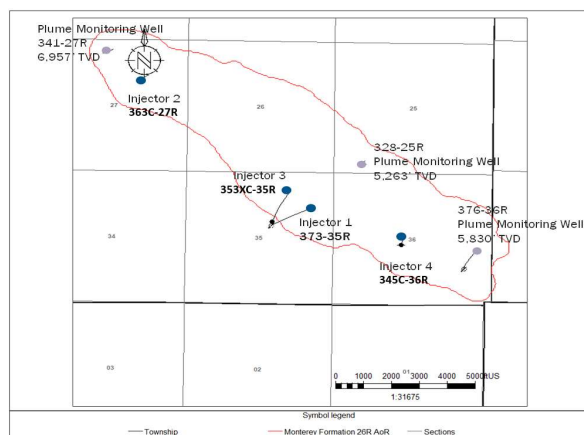 Plume Monitoring Well
341-27R
6,957' TVD
N
Injector 2
363C-27R
27
26
25
328-25R
Plume Monitoring Well
5,263' TVD
Injector 3
353XC-35R
376-36R
Plume Monitoring Well
5,830' TVD
Injector 1
373-35R
34
35
36
Injector 4
345C-36R
03
02
01
0 1000 2000 3000 4000 5000ftUS
1:31675
Symbol legend
Township
Monterey Formation 26R AoR
Sections